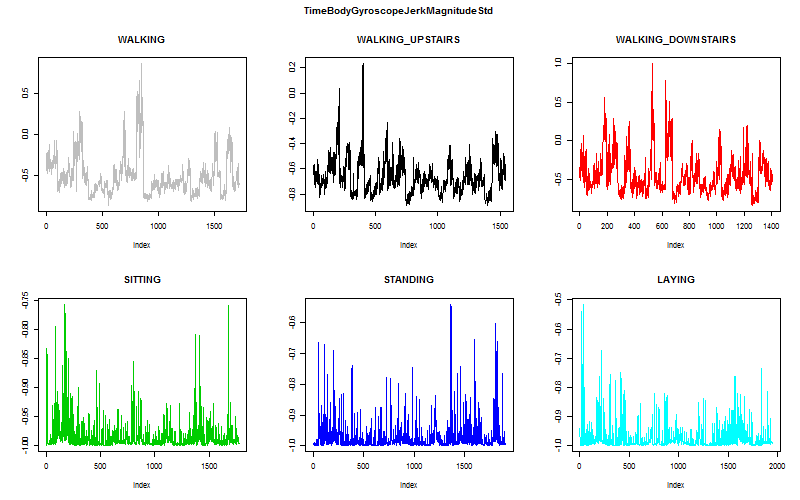 TimeBodyGyroscopeJerkMagnitudeStd
WALKING WALKING_UPSTAIRS WALKING_DOWNSTAIRS
0.5 0.0 -0.5
0 500 1000 1500
Index
0.2 0.0 -0.2 -0.4 -0.6 -0.8
0 500 1000 1500
Index
1.0 0.5 0.0 -0.5
0 200 400 600 800 1000 1200 1400
Index
SITTING STANDING LAYING
-0.75 -0.80 -0.85 -0.90 -0.95 -1.00
0 500 1000 1500
Index
-0.6 -0.7 -0.8 -0.9 -1.0
0 500 1000 1500
Index
-0.5 -0.6 -0.7 -0.8 -0.9 -1.0
0 500 1000 1500 2000
Index